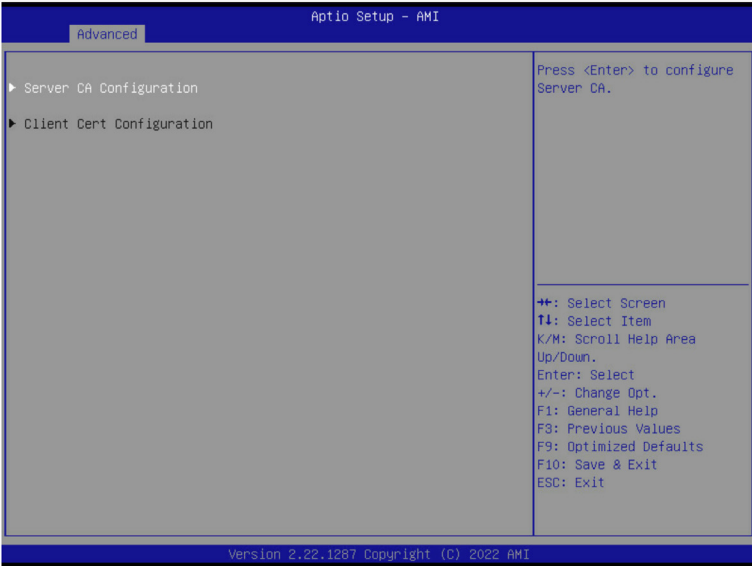 Aptio Setup – AMI
Advanced
▶ Server CA Configuration
▶ Client Cert Configuration
Press <Enter> to configure
Server CA.
→←: Select Screen
↑↓: Select Item
K/M: Scroll Help Area
Up/Down.
Enter: Select
+/-: Change Opt.
F1: General Help
F3: Previous Values
F9: Optimized Defaults
F10: Save & Exit
ESC: Exit
Version 2.22.1287 Copyright (C) 2022 AMI